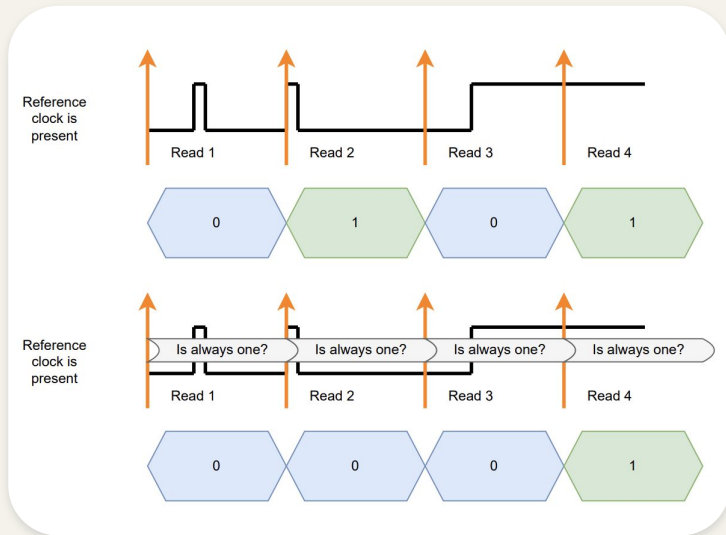 Reference
clock is
present
Read 1
Read 2
Read 3
Read 4
0
1
0
1
Reference
clock is
present
Is always one?
Is always one?
Is always one?
Is always one?
Read 1
Read 2
Read 3
Read 4
0
0
0
1